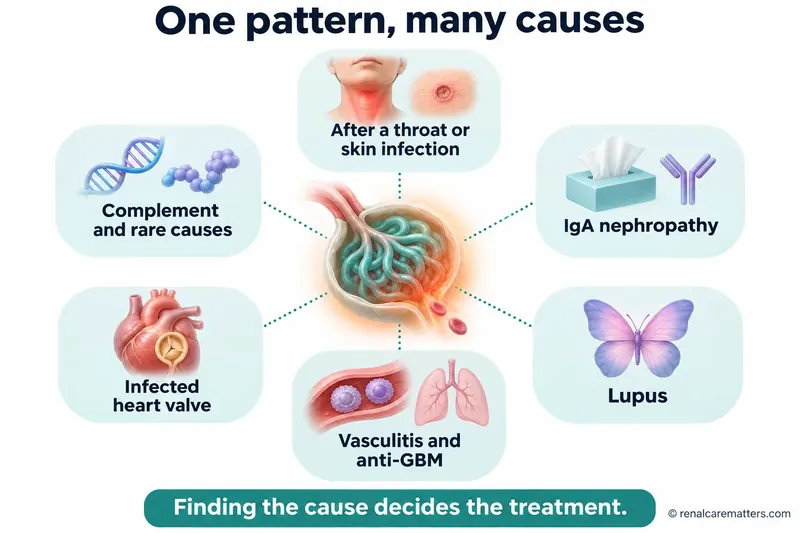 One pattern, many causes
After a throat or
skin infection
Complement
and rare causes
IgA nephropathy
Infected
heart valve
Lupus
Vasculitis and
anti-GBM
Finding the cause decides the treatment.
© renalcarematters.com